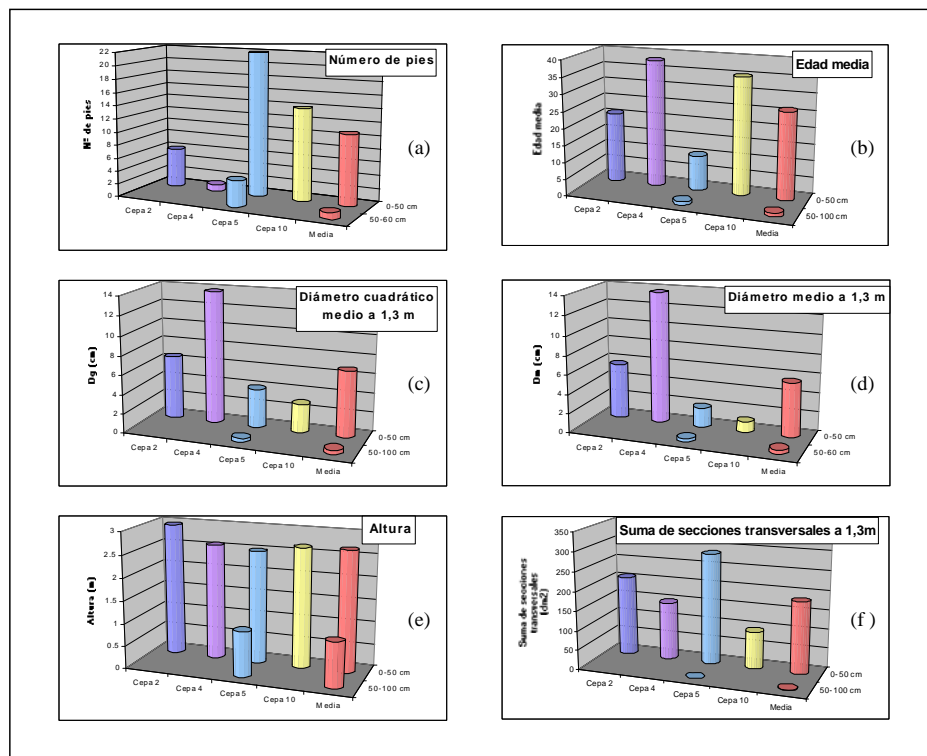 Número de pies
Nº de pies
22
20
18
16
14
12
10
8
6
4
2
0
Cepa 2
Cepa 4
Cepa 5
Cepa 10
Media
0-50 cm
50-60 cm
(a)
Edad media
Edad media
40
35
30
25
20
15
10
5
0
Cepa 2
Cepa 4
Cepa 5
Cepa 10
Media
0-50 cm
50-100 cm
(b)
Diámetro cuadrático
medio a 1,3 m
Dg (cm)
14
12
10
8
6
4
2
0
Cepa 2
Cepa 4
Cepa 5
Cepa 10
Media
0-50 cm
50-100 cm
(c)
Diámetro medio a 1,3 m
Dm (cm)
14
12
10
8
6
4
2
0
Cepa 2
Cepa 4
Cepa 5
Cepa 10
Media
0-50 cm
50-60 cm
(d)
Altura
Altura (m)
3
2.5
2
1.5
1
0.5
0
Cepa 2
Cepa 4
Cepa 5
Cepa 10
Media
0-50 cm
50-100 cm
(e)
Suma de secciones transversales a 1,3m
Suma de secciones
transversales
(dm2)
350
300
250
200
150
100
50
0
Cepa 2
Cepa 4
Cepa 5
Cepa 10
Media
0-50 cm
50-100 cm
(f )